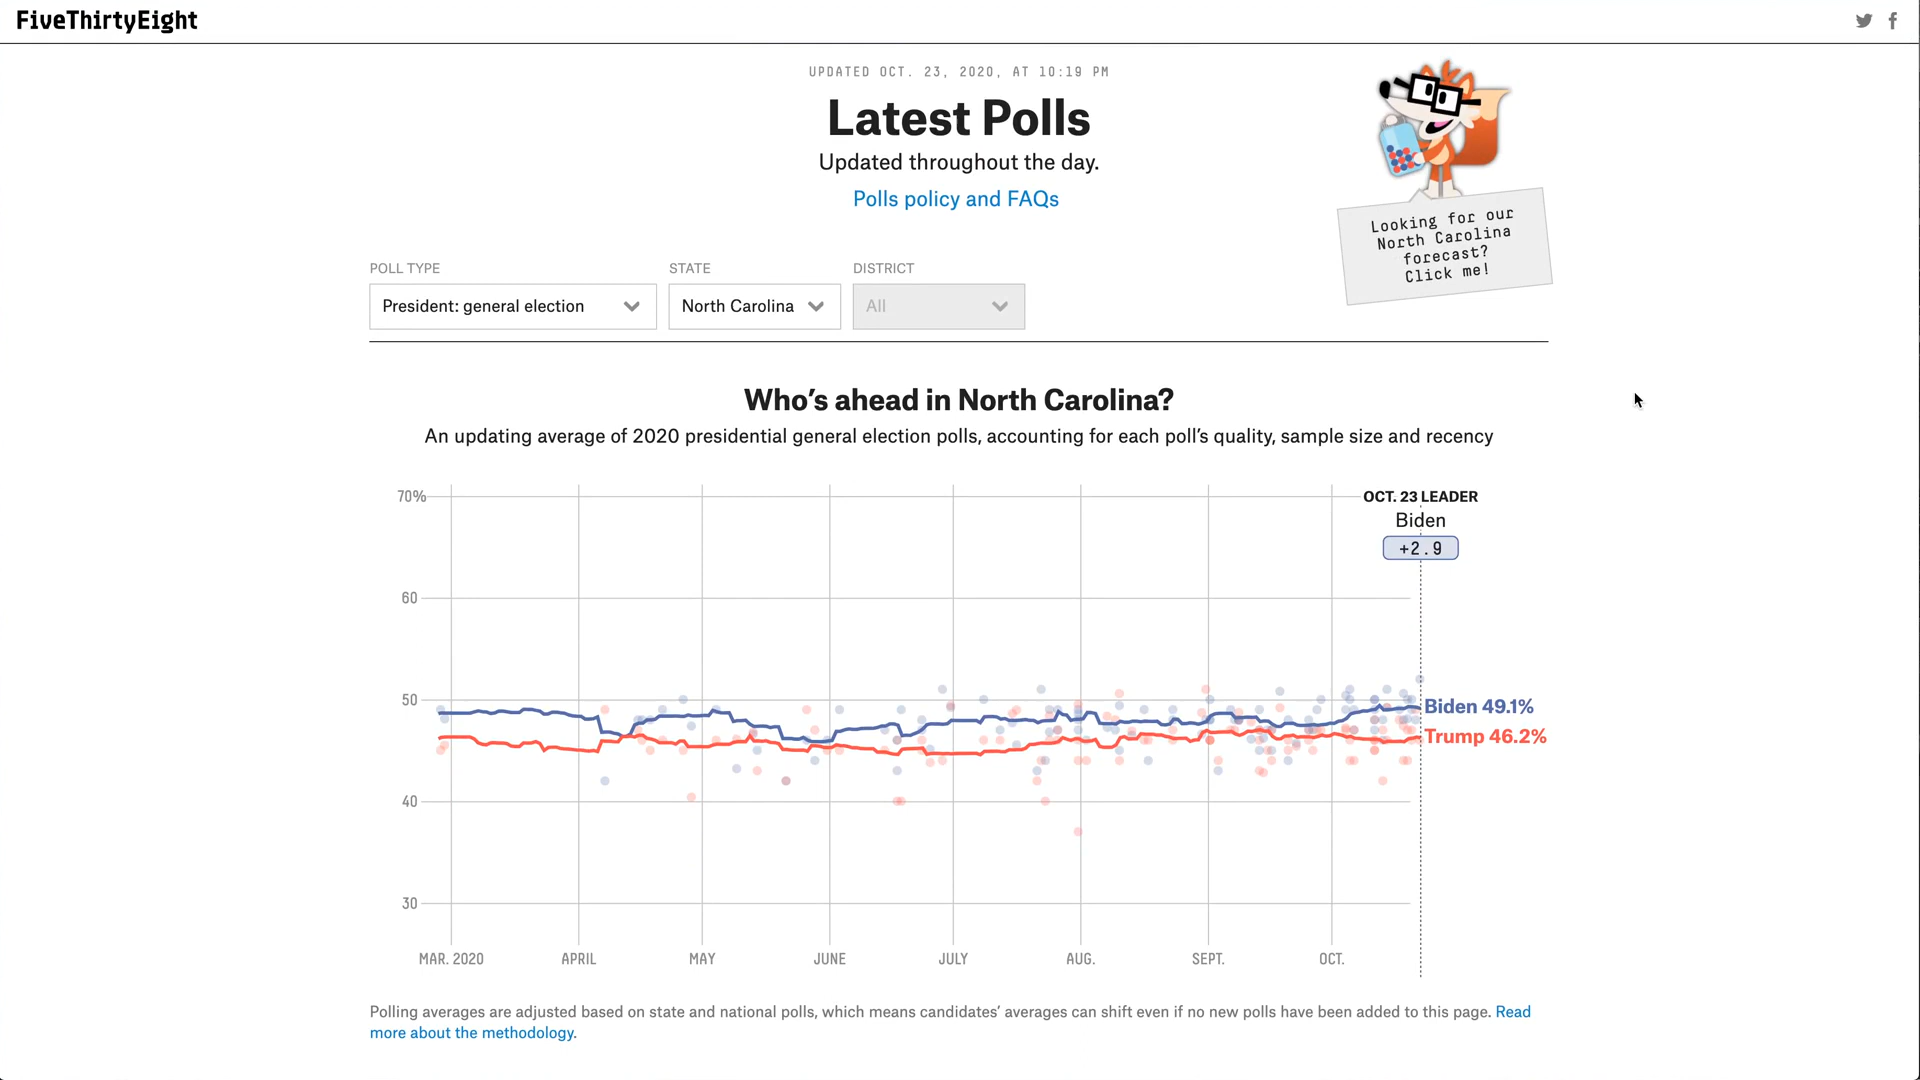 FiveThirtyEight
UPDATED OCT. 23, 2020, AT 10:19 PM
Latest Polls
Updated throughout the day.
Polls policy and FAQs
Looking for our
North Carolina
forecast?
Click me!
POLL TYPE
STATE
DISTRICT
President: general election
North Carolina
All
Who's ahead in North Carolina?
An updating average of 2020 presidential general election polls, accounting for each poll's quality, sample size and recency
70%
OCT. 23 LEADER
Biden
+2.9
60
50
Biden 49.1%
Trump 46.2%
40
30
MAR. 2020
APRIL
MAY
JUNE
JULY
AUG.
SEPT.
OCT.
Polling averages are adjusted based on state and national polls, which means candidates' averages can shift even if no new polls have been added to this page. Read
more about the methodology.